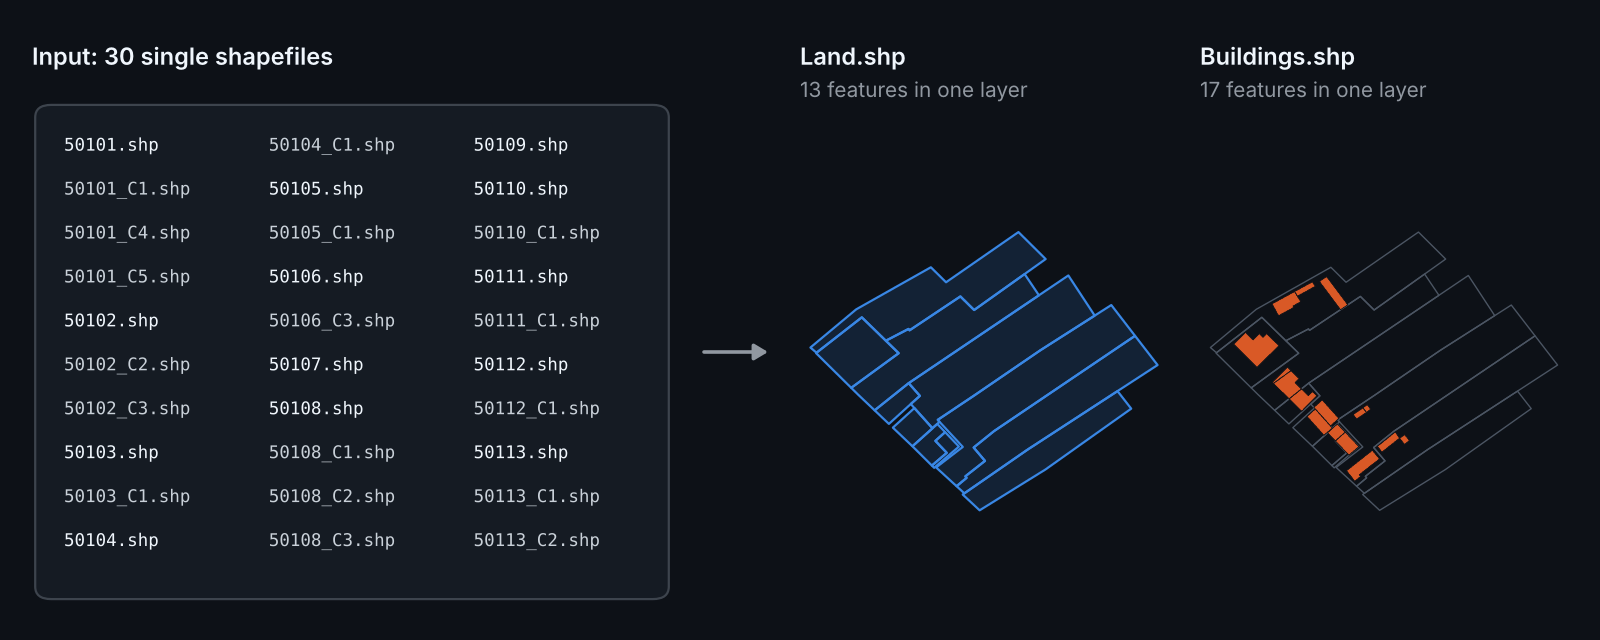 Input: 30 single shapefiles
50101.shp
50101_C1.shp
50101_C4.shp
50101_C5.shp
50102.shp
50102_C2.shp
50102_C3.shp
50103.shp
50103_C1.shp
50104.shp
50104_C1.shp
50105.shp
50105_C1.shp
50106.shp
50106_C3.shp
50107.shp
50108.shp
50108_C1.shp
50108_C2.shp
50108_C3.shp
50109.shp
50110.shp
50110_C1.shp
50111.shp
50111_C1.shp
50112.shp
50112_C1.shp
50113.shp
50113_C1.shp
50113_C2.shp
Land.shp
13 features in one layer
Buildings.shp
17 features in one layer